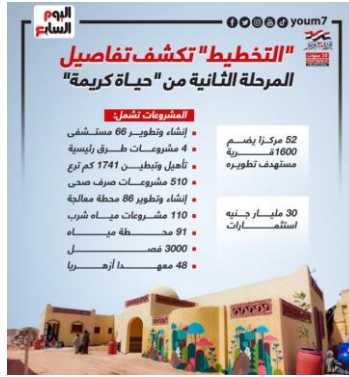 اليوم
السابع
youm7
"التخطيط" تكشف تفاصيل
المرحلة الثانية من "حياة كريمة"
المشروعات تشمل:
إنشاء وتطوير 66 مستشفى
4 مشروعات طرق رئيسية
تأهيل وتبطين 1741 كم ترع
510 مشروعات صرف صحى
إنشاء وتطوير 86 محطة معالجة
110 مشروعات مياه شرب
91 محطة مياه
3000 فصل
48 معهدا أزهريا
52 مركزا يضم
1600 قرية
مستهدف تطويره
30 مليار جنيه
استثمارات